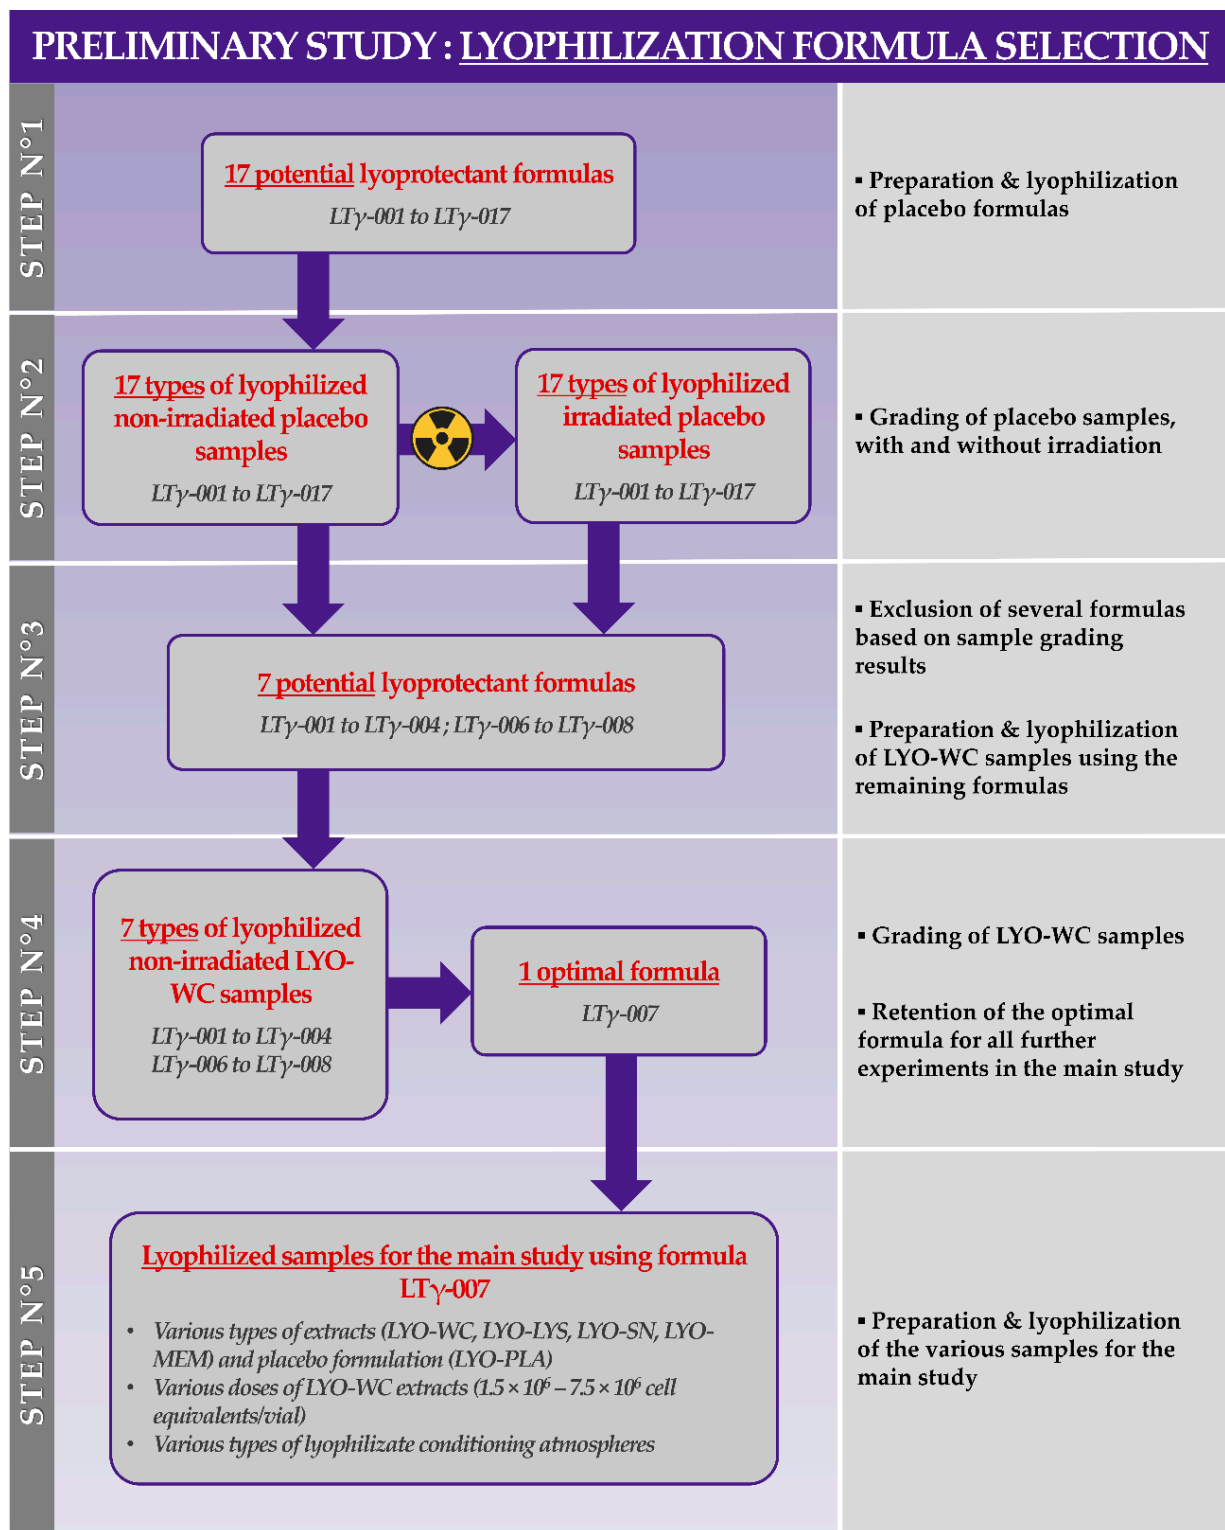 PRELIMINARY STUDY : LYOPHILIZATION FORMULA SELECTION
STEP N°1
17 potential lyoprotectant formulas
LTγ-001 to LTγ-017
▪ Preparation & lyophilization
of placebo formulas
STEP N°2
17 types of lyophilized
non-irradiated placebo
samples
LTγ-001 to LTγ-017
17 types of lyophilized
irradiated placebo
samples
LTγ-001 to LTγ-017
▪ Grading of placebo samples,
with and without irradiation
STEP N°3
7 potential lyoprotectant formulas
LTγ-001 to LTγ-004 ; LTγ-006 to LTγ-008
▪ Exclusion of several formulas
based on sample grading
results
▪ Preparation & lyophilization
of LYO-WC samples using the
remaining formulas
STEP N°4
7 types of lyophilized
non-irradiated LYO-
WC samples
LTγ-001 to LTγ-004
LTγ-006 to LTγ-008
1 optimal formula
LTγ-007
▪ Grading of LYO-WC samples
▪ Retention of the optimal
formula for all further
experiments in the main study
STEP N°5
Lyophilized samples for the main study using formula
LTγ-007
• Various types of extracts (LYO-WC, LYO-LYS, LYO-SN, LYO-
MEM) and placebo formulation (LYO-PLA)
• Various doses of LYO-WC extracts (1.5 × 10⁶ – 7.5 × 10⁶ cell
equivalents/vial)
• Various types of lyophilizate conditioning atmospheres
▪ Preparation & lyophilization
of the various samples for the
main study